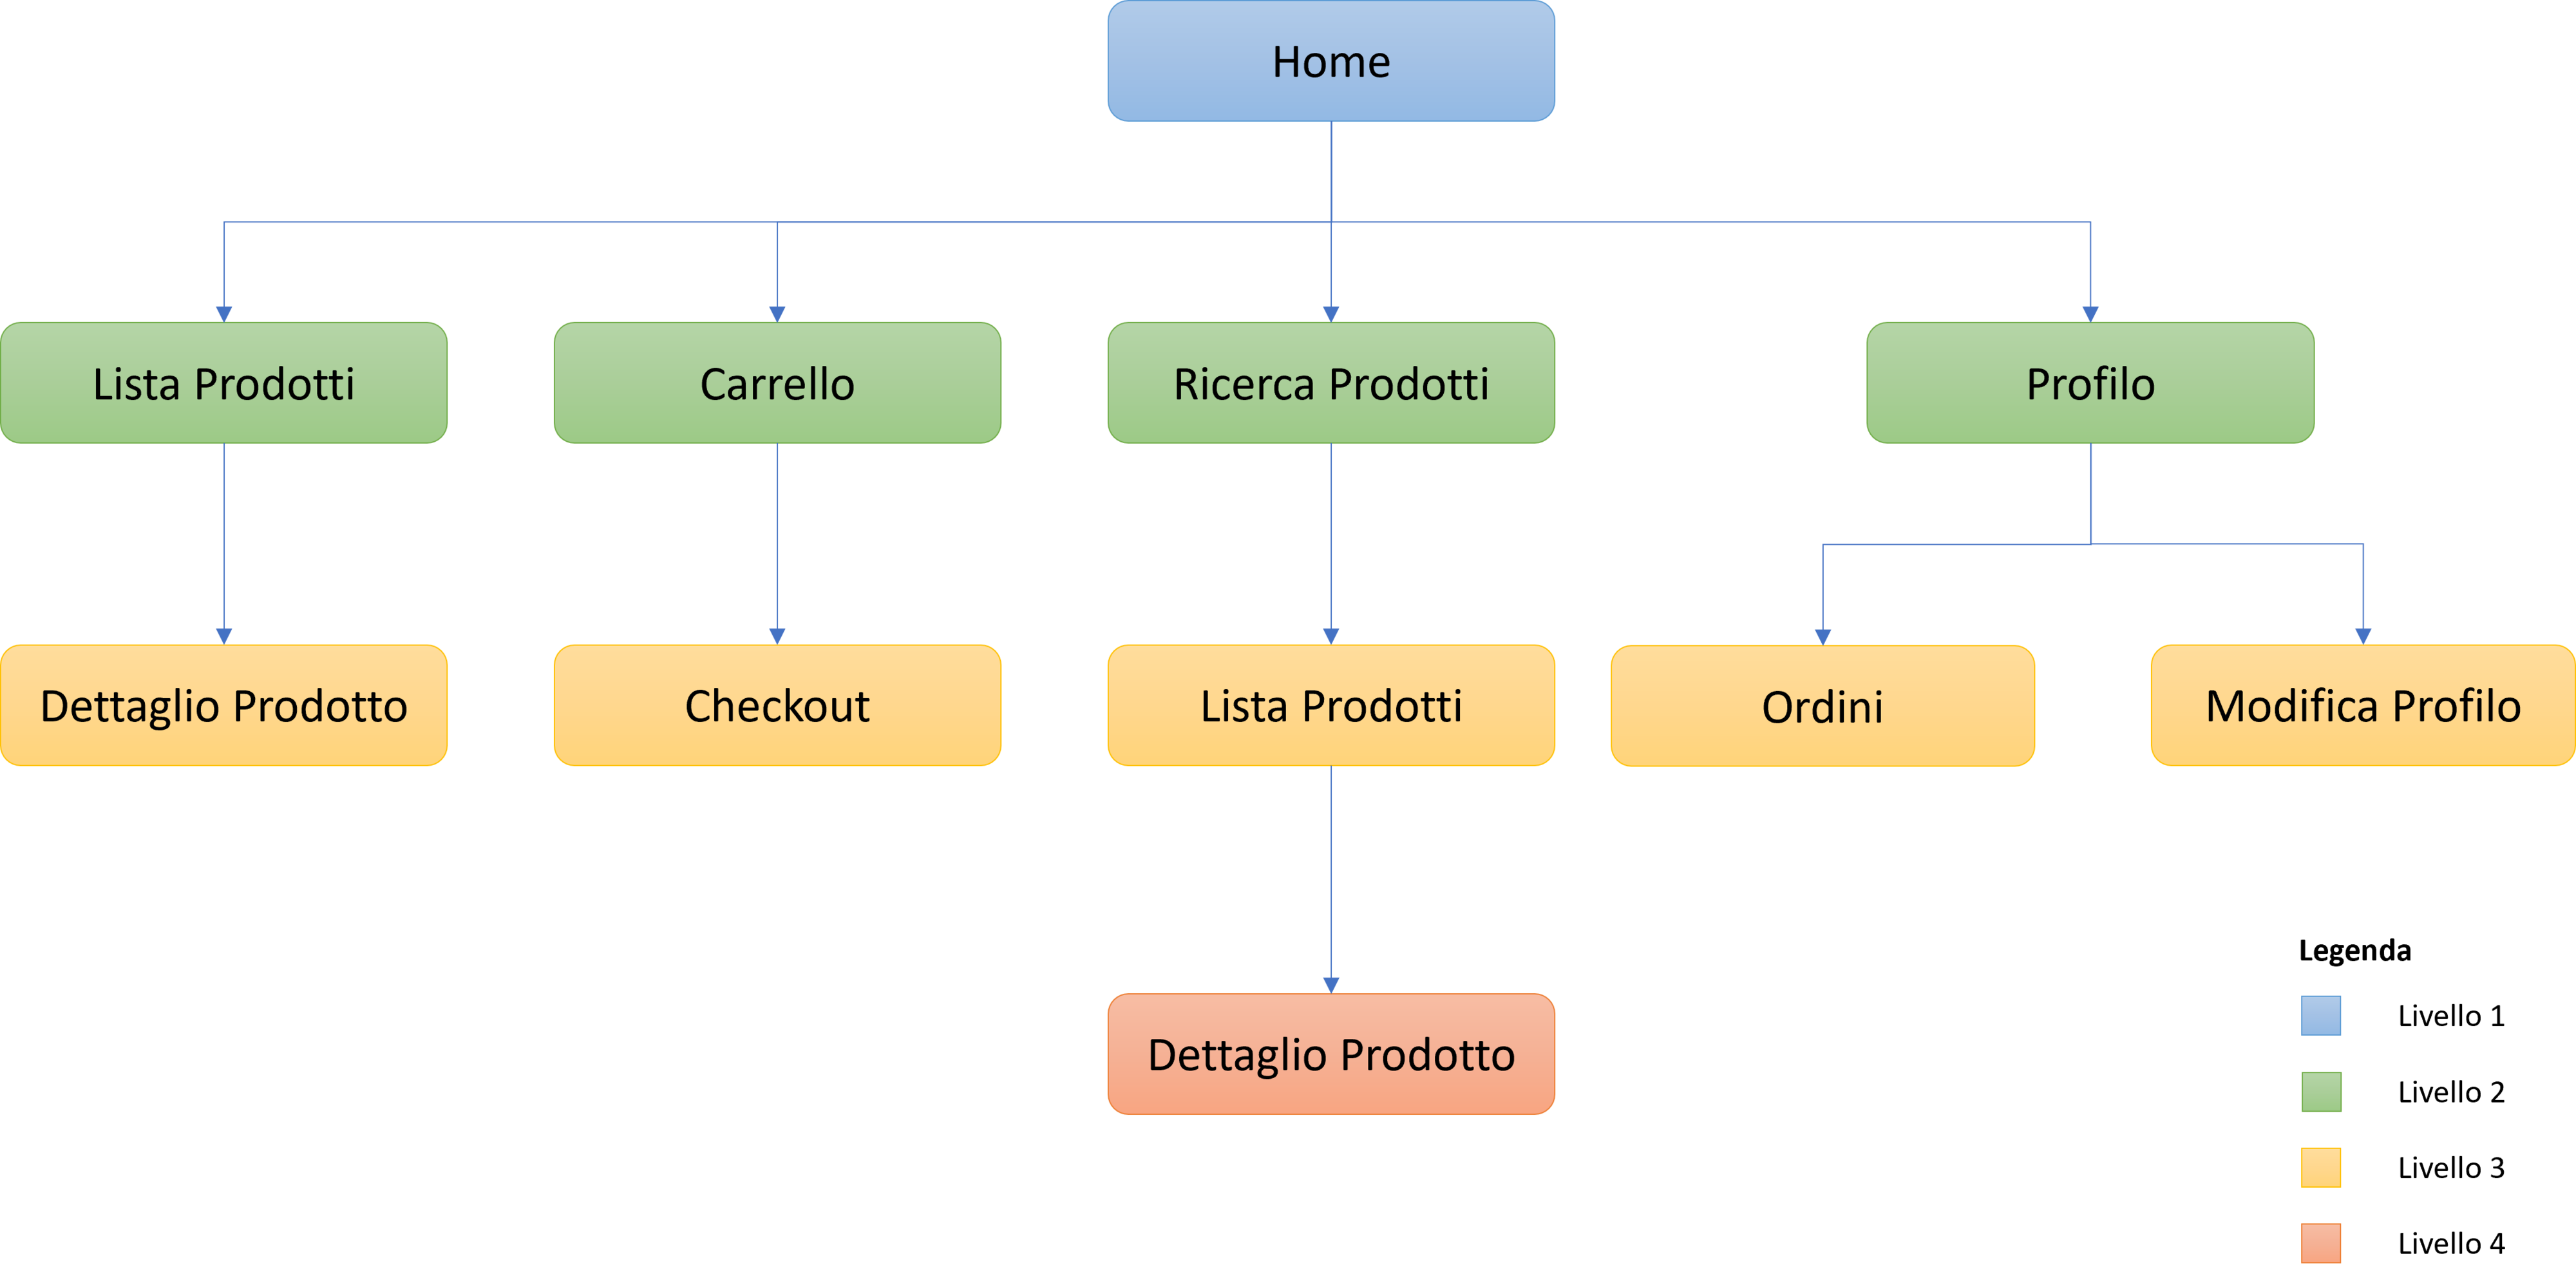 Home
Lista Prodotti
Carrello
Ricerca Prodotti
Profilo
Dettaglio Prodotto
Checkout
Lista Prodotti
Ordini
Modifica Profilo
Dettaglio Prodotto
Legenda
Livello 1
Livello 2
Livello 3
Livello 4